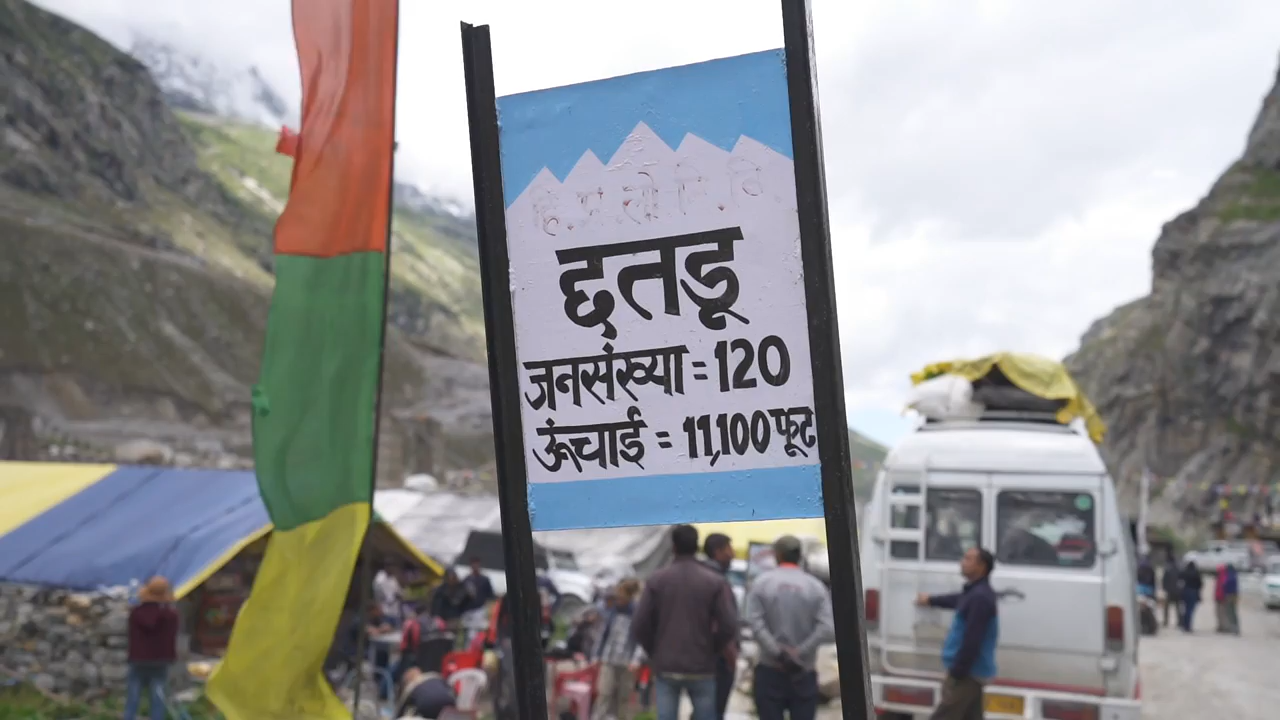 छतडू
जनसंख्या = 120
ऊंचाई = 11,100 फूट